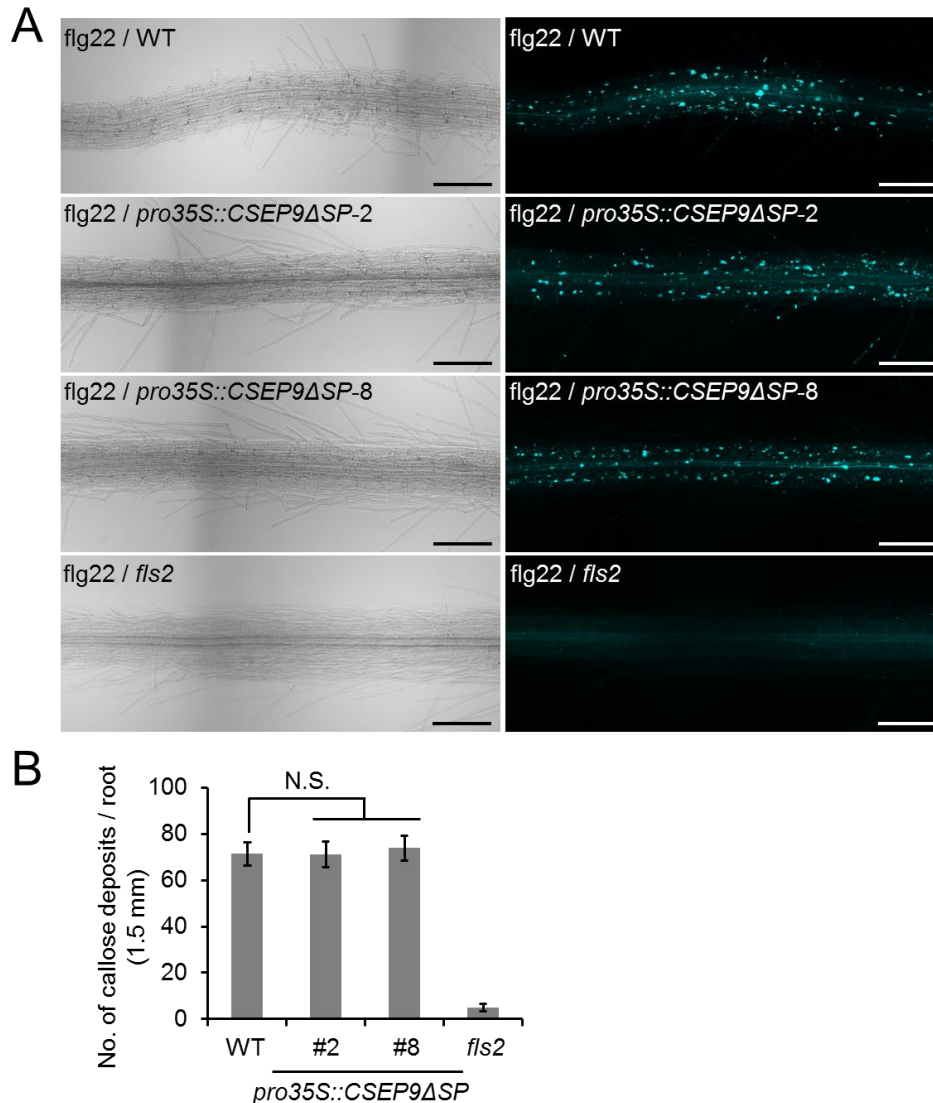 A
flg22 / WT
flg22 / WT
flg22 / pro35S::CSEP9ΔSP-2
flg22 / pro35S::CSEP9ΔSP-2
flg22 / pro35S::CSEP9ΔSP-8
flg22 / pro35S::CSEP9ΔSP-8
flg22 / fls2
flg22 / fls2
B
No. of callose deposits / root
(1.5 mm)
100
80
60
40
20
0
N.S.
WT #2 #8 fls2
pro35S::CSEP9ΔSP